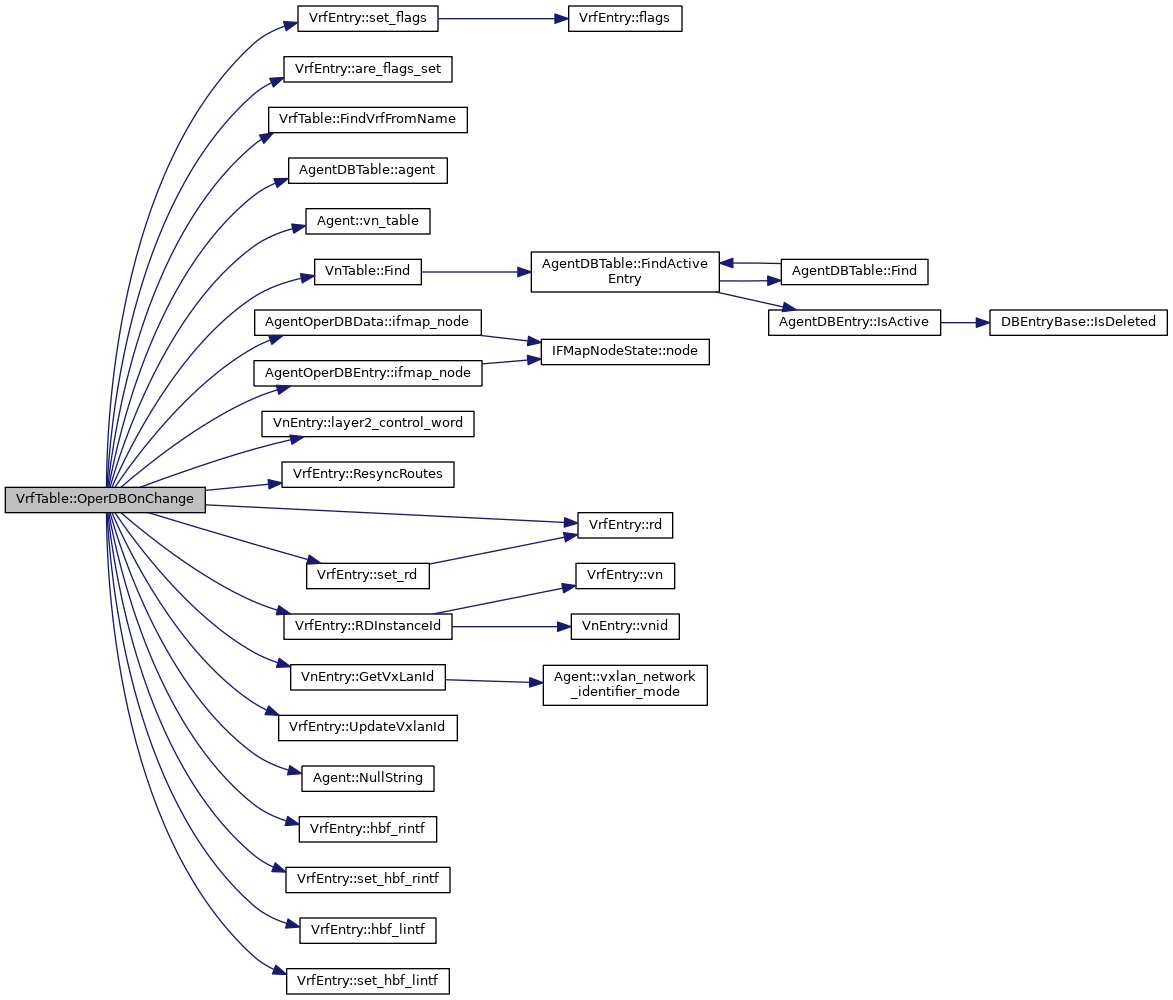 VrfTable::OperDBOnChange
VrfEntry::set_flags
VrfEntry::flags
VrfEntry::are_flags_set
VrfTable::FindVrfFromName
AgentDBTable::agent
Agent::vn_table
VnTable::Find
AgentDBTable::FindActive
Entry
AgentDBTable::Find
AgentDBEntry::IsActive
DBEntryBase::IsDeleted
AgentOperDBData::ifmap_node
IFMapNodeState::node
AgentOperDBEntry::ifmap_node
VnEntry::layer2_control_word
VrfEntry::ResyncRoutes
VrfEntry::rd
VrfEntry::set_rd
VrfEntry::RDInstanceId
VrfEntry::vn
VnEntry::vnid
VnEntry::GetVxLanId
Agent::vxlan_network
_identifier_mode
VrfEntry::UpdateVxlanId
Agent::NullString
VrfEntry::hbf_rintf
VrfEntry::set_hbf_rintf
VrfEntry::hbf_lintf
VrfEntry::set_hbf_lintf